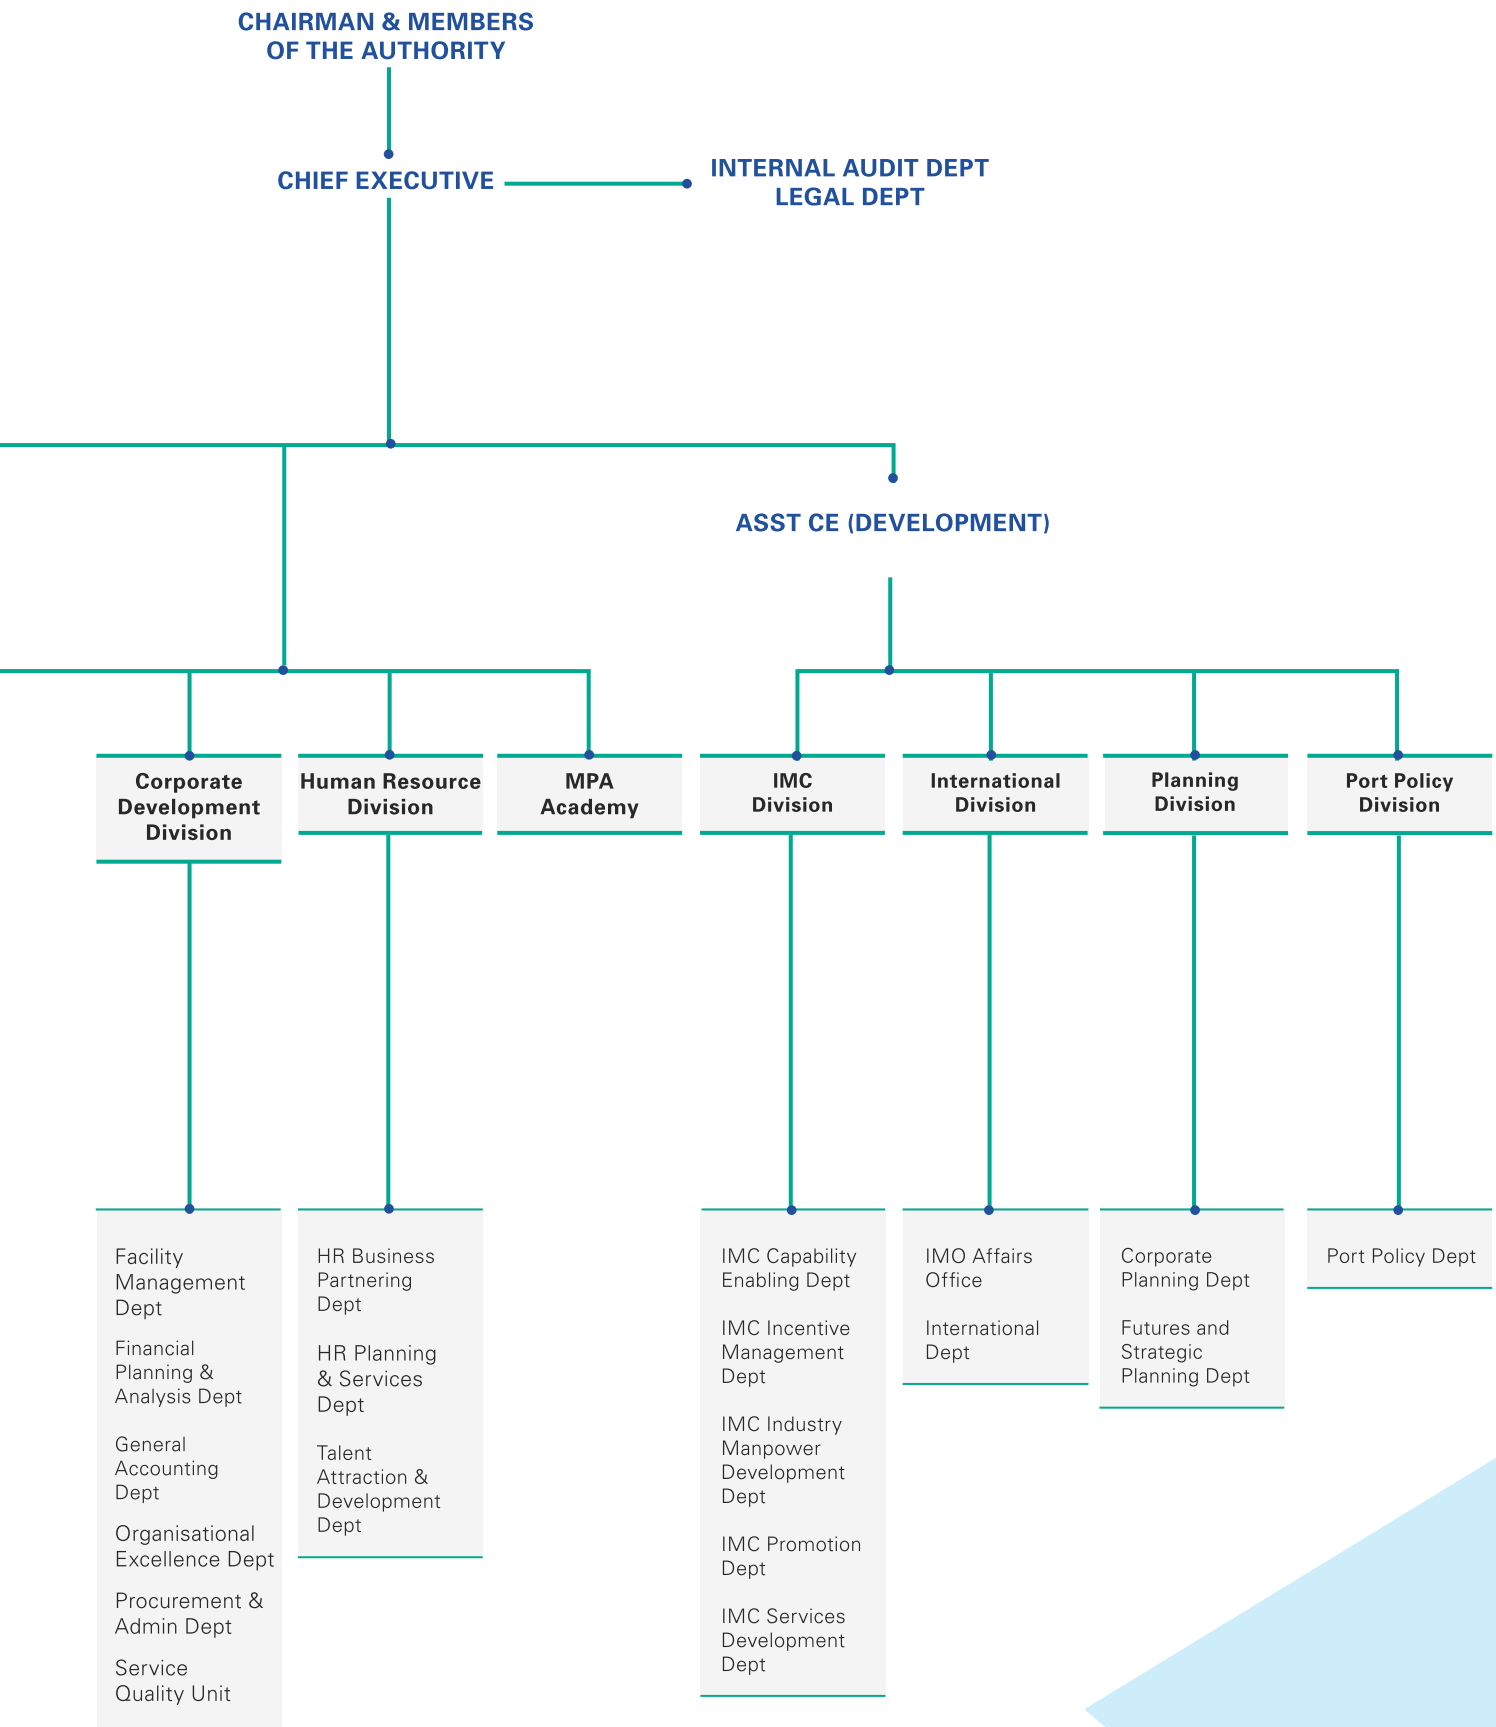 CHAIRMAN & MEMBERS
OF THE AUTHORITY
CHIEF EXECUTIVE
INTERNAL AUDIT DEPT
LEGAL DEPT
ASST CE (DEVELOPMENT)
Corporate
Development
Division
Human Resource
Division
MPA
Academy
IMC
Division
International
Division
Planning
Division
Port Policy
Division
Facility
Management
Dept
Financial
Planning &
Analysis Dept
General
Accounting
Dept
Organisational
Excellence Dept
Procurement &
Admin Dept
Service
Quality Unit
HR Business
Partnering
Dept
HR Planning
& Services
Dept
Talent
Attraction &
Development
Dept
IMC Capability
Enabling Dept
IMC Incentive
Management
Dept
IMC Industry
Manpower
Development
Dept
IMC Promotion
Dept
IMC Services
Development
Dept
IMO Affairs
Office
International
Dept
Corporate
Planning Dept
Futures and
Strategic
Planning Dept
Port Policy Dept